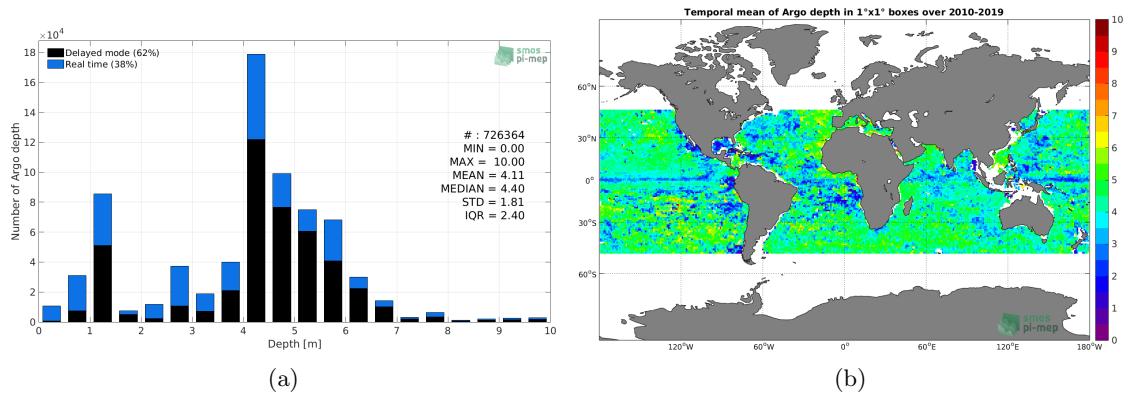 ×10⁴
18
16
14
12
10
8
6
4
2
0
Number of Argo depth
Delayed mode (62%)
Real time (38%)
smos
pi-mep
# : 726364
MIN = 0.00
MAX = 10.00
MEAN = 4.11
MEDIAN = 4.40
STD = 1.81
IQR = 2.40
0 1 2 3 4 5 6 7 8 9 10
Depth [m]
(a)
Temporal mean of Argo depth in 1°x1° boxes over 2010-2019
60°N
30°N
0°
30°S
60°S
120°W 60°W 0° 60°E 120°E 180°W
smos
pi-mep
10
9
8
7
6
5
4
3
2
1
0
(b)